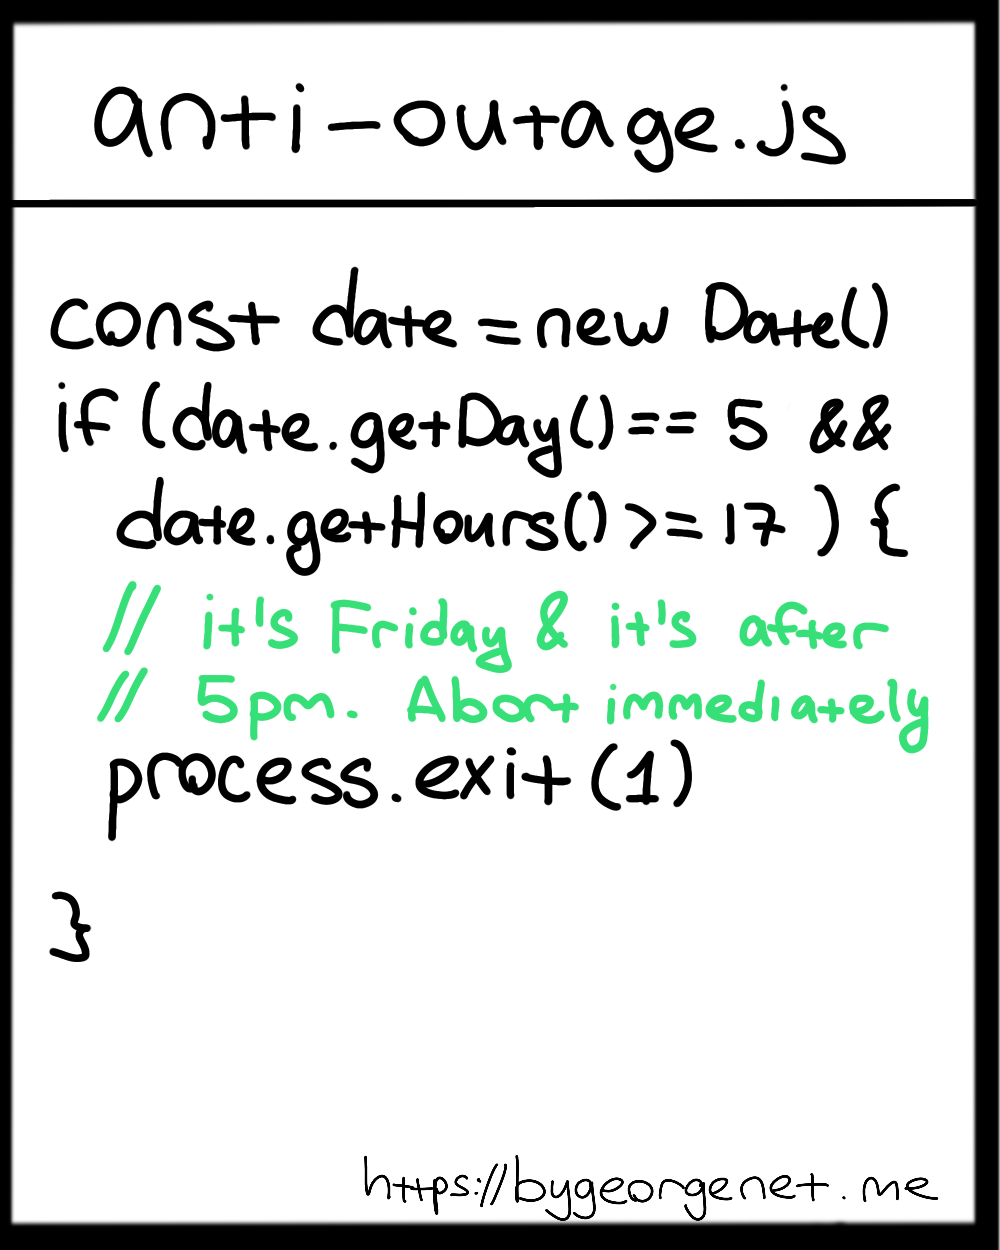 anti-outage.js
const date = new Date()
if (date.getDay() == 5 &&
date.getHours() >= 17 ) {
// it's Friday & it's after
// 5pm. Abort immediately
process.exit (1)
}
https://bygeorgenet.me